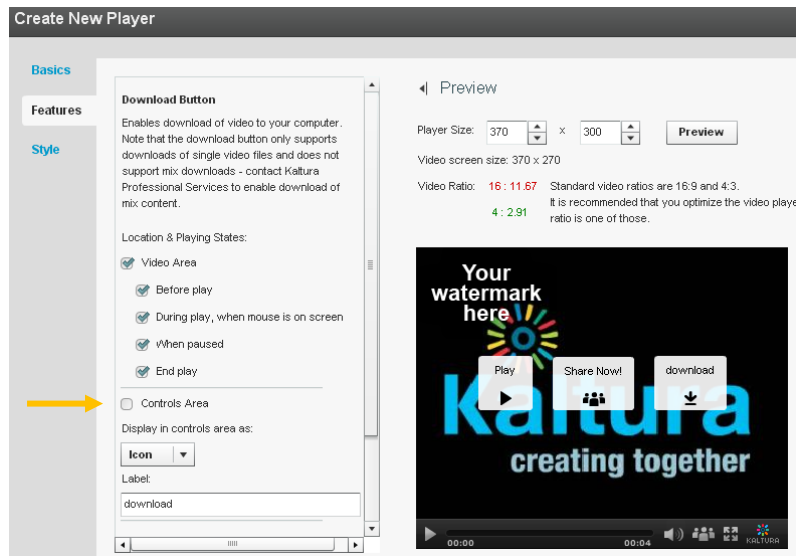 Create New Player
Basics
Features
Style
Download Button
Enables download of video to your computer.
Note that the download button only supports
downloads of single video files and does not
support mix downloads - contact Kaltura
Professional Services to enable download of
mix content.
Location & Playing States:
Video Area
Before play
During play, when mouse is on screen
When paused
End play
Controls Area
Display in controls area as:
Icon
Label:
download
Preview
Player Size: 370 x 300 Preview
Video screen size: 370 x 270
Video Ratio: 16 : 11.67 Standard video ratios are 16:9 and 4:3.
It is recommended that you optimize the video playe
4 : 2.91 ratio is one of those.
Your
watermark
here
Play Share Now! download
Kaltura
creating together
00:00 00:04 KALTURA